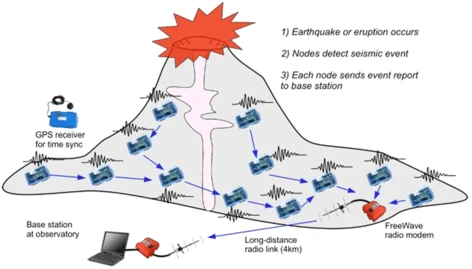 1) Earthquake or eruption occurs
2) Nodes detect seismic event
3) Each node sends event report
to base station
GPS receiver
for time sync
Base station
at observatory
Long-distance
radio link (4km)
FreeWave
radio modem